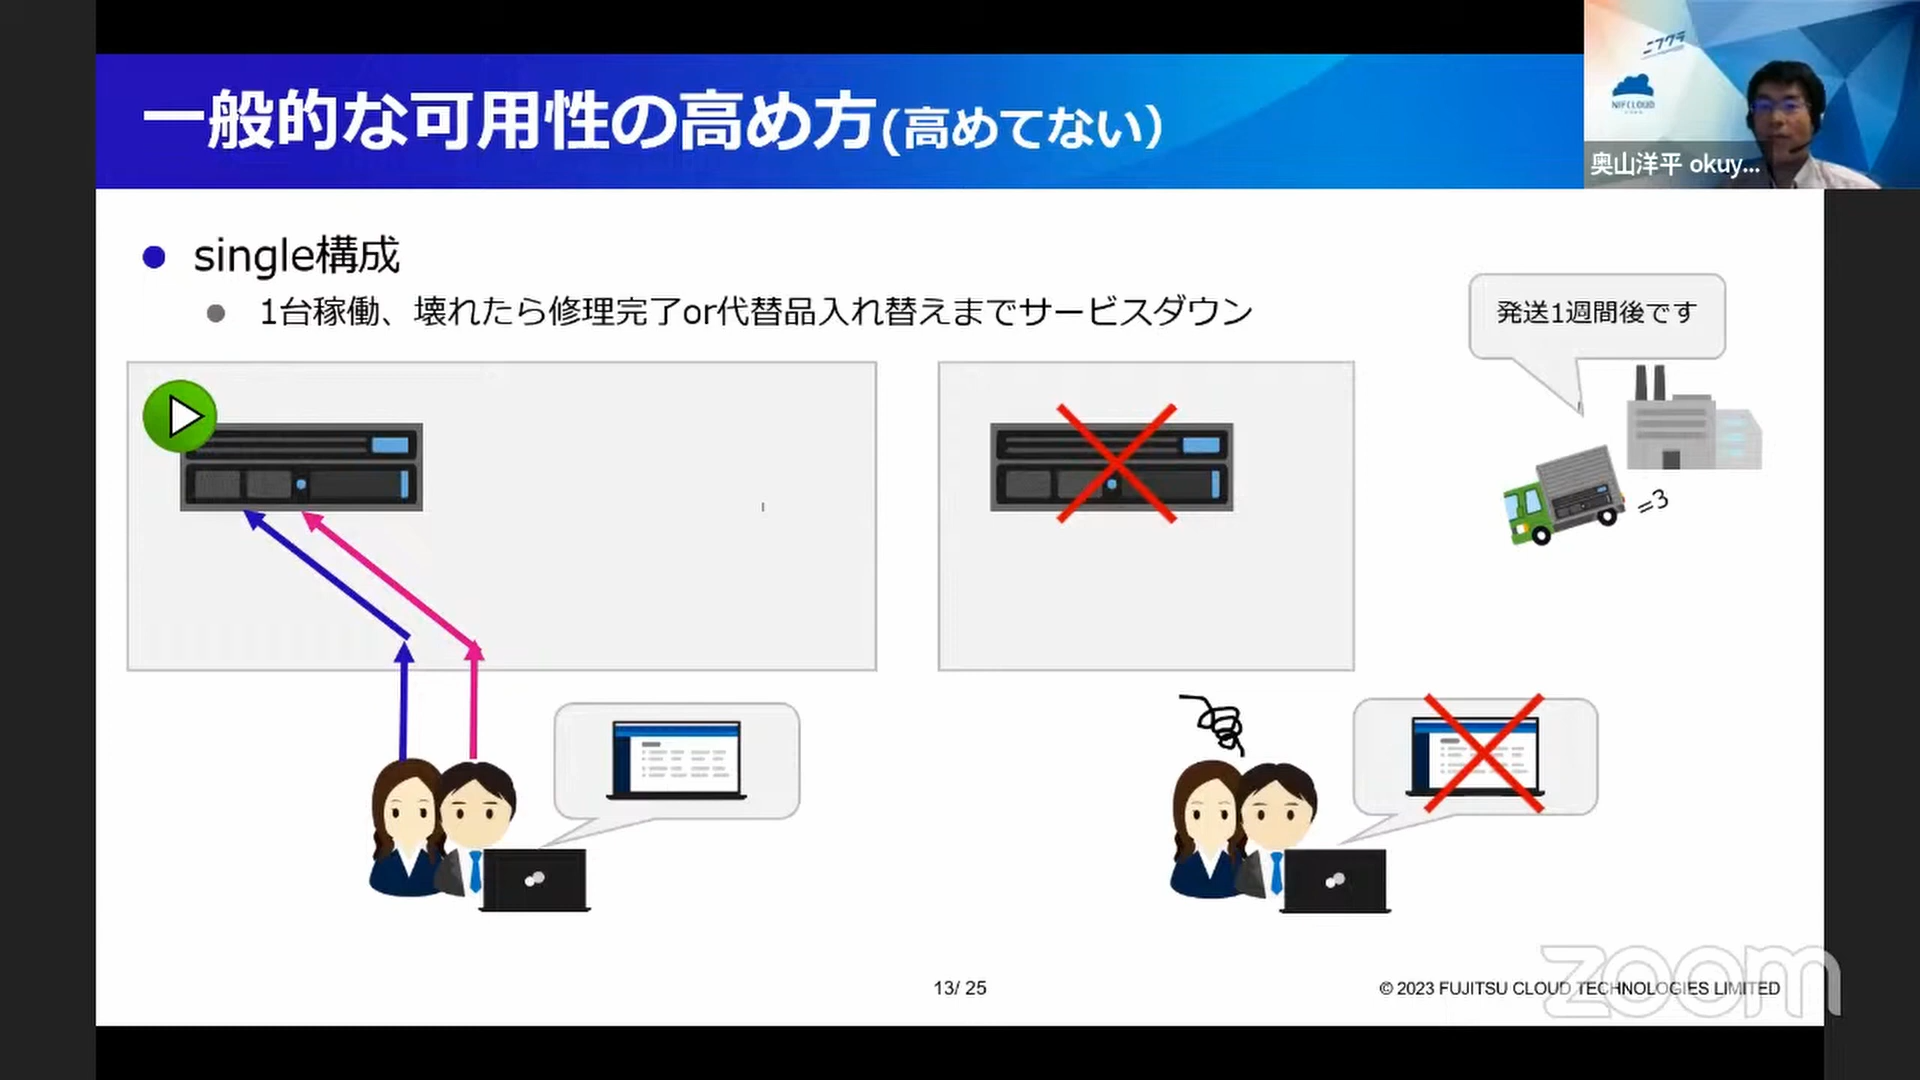 一般的な可用性の高め方(高めてない）
ニフクラ
NIFCLOUD
奥山洋平 okuy...
single構成
1台稼働、壊れたら修理完了or代替品入れ替えまでサービスダウン
発送1週間後です
=3
13/ 25
© 2023 FUJITSU CLOUD TECHNOLOGIES LIMITED
zoom